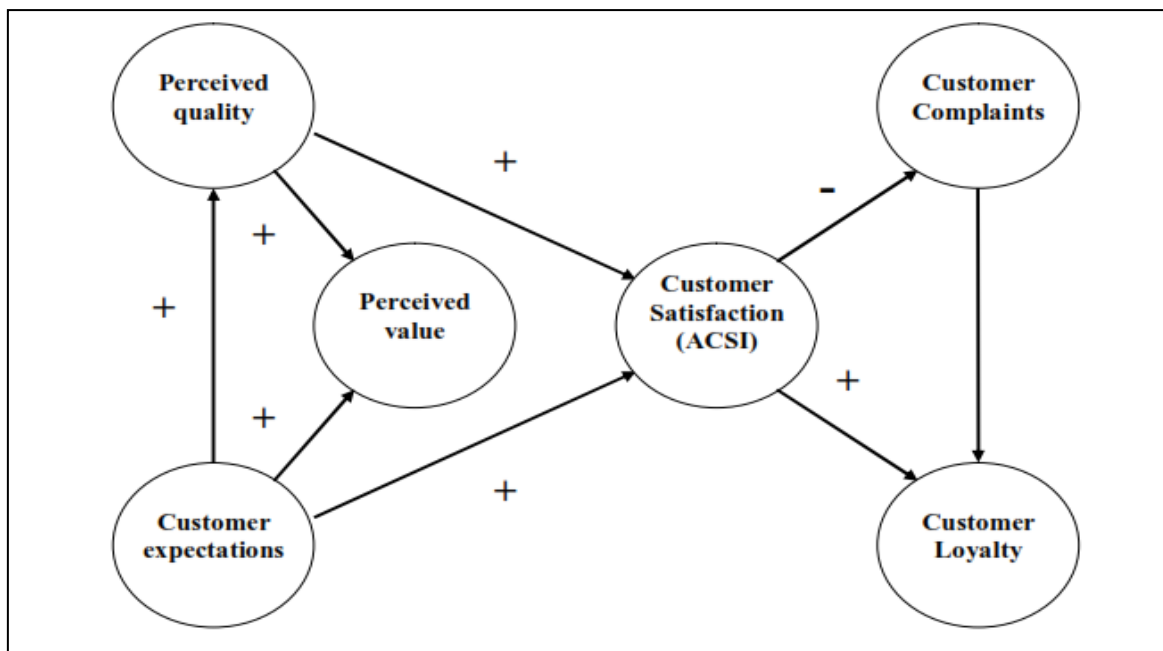 Perceived
quality
Customer
Complaints
+
-
+
+
Customer
Satisfaction
(ACSI)
Perceived
value
+
+
+
Customer
expectations
Customer
Loyalty